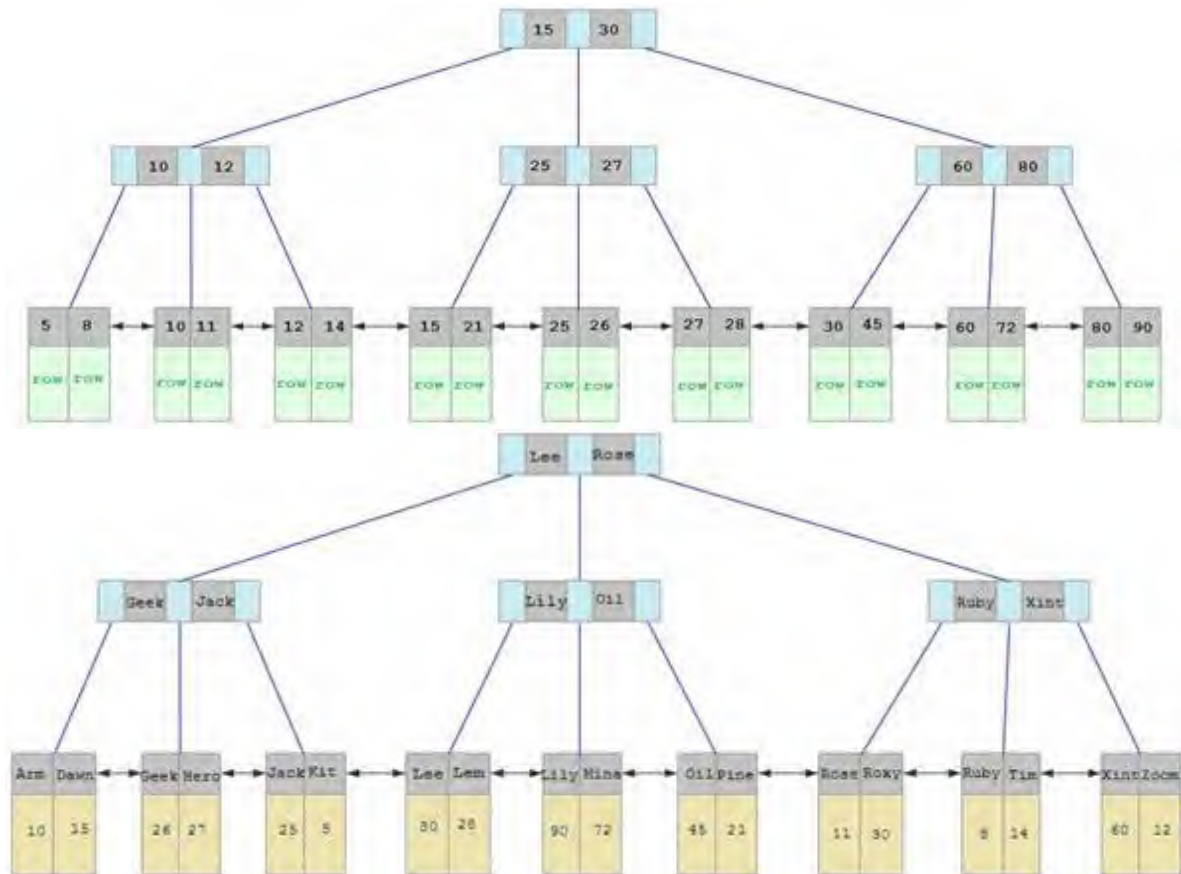 15 30
10 12 25 27 60 80
5 8 10 11 12 14 15 21 25 26 27 28 30 45 60 72 80 90
row row row row row row row row row row row row row row row row row row
Lee Rose
Geek Jack Lily Oil Ruby Xint
Arm Dawn Geek Hero Jack Kit Lee Lem Lily Mina Oil Pine Rose Roxy Ruby Tim Xint Zoom
10 15 26 27 25 5 80 28 90 72 45 21 11 30 8 14 60 12